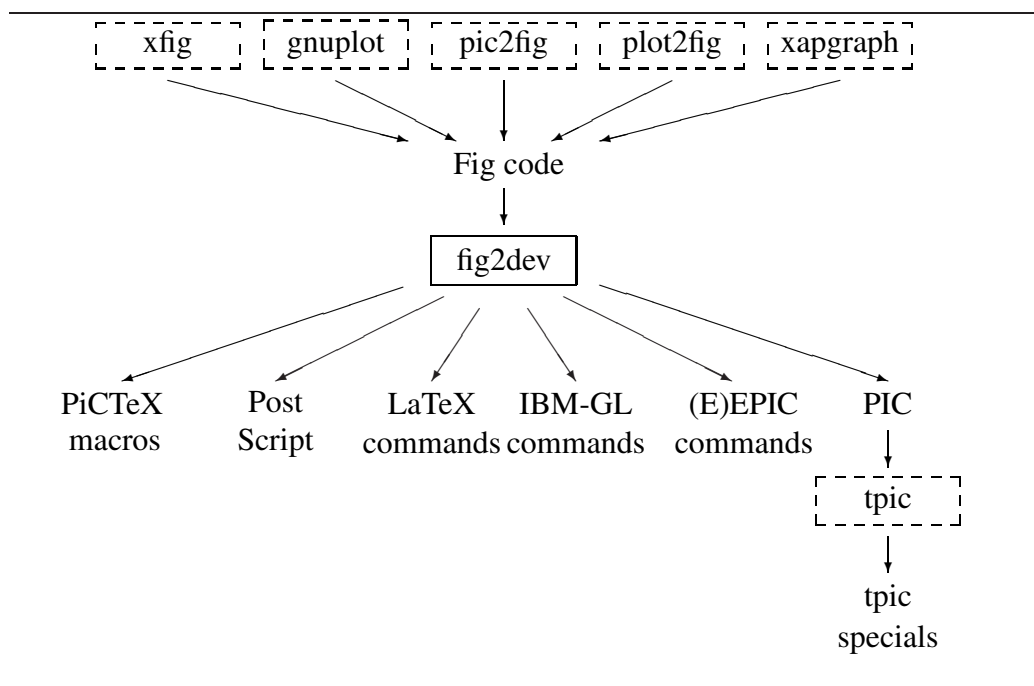 xfig gnuplot pic2fig plot2fig xapgraph
Fig code
fig2dev
PiCTeX Post LaTeX IBM-GL (E)EPIC PIC
macros Script commands commands commands
tpic
tpic
specials